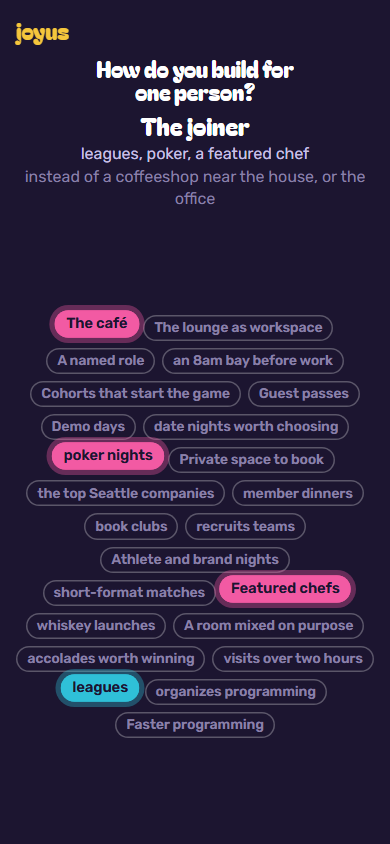 joyus
How do you build for
one person?
The joiner
leagues, poker, a featured chef
instead of a coffeeshop near the house, or the
office
The café
The lounge as workspace
A named role
an 8am bay before work
Cohorts that start the game
Guest passes
Demo days
date nights worth choosing
poker nights
Private space to book
the top Seattle companies
member dinners
book clubs
recruits teams
Athlete and brand nights
short-format matches
Featured chefs
whiskey launches
A room mixed on purpose
accolades worth winning
visits over two hours
leagues
organizes programming
Faster programming